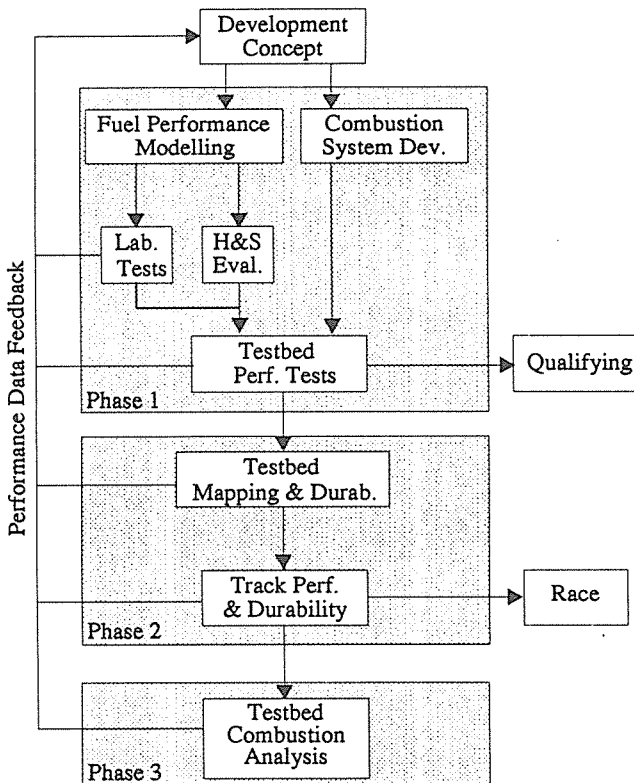 Development
Concept
Fuel Performance
Modelling
Combustion
System Dev.
Lab.
Tests
H&S
Eval.
Testbed
Perf. Tests
Qualifying
Phase 1
Testbed
Mapping & Durab.
Track Perf.
& Durability
Race
Phase 2
Testbed
Combustion
Analysis
Phase 3
Performance Data Feedback